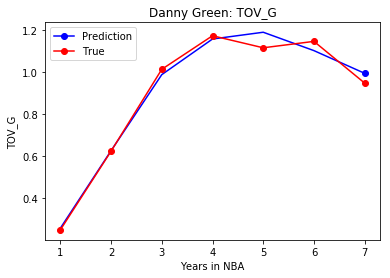 Danny Green: TOV_G
Prediction
True
1.2
1.0
0.8
0.6
0.4
TOV_G
1 2 3 4 5 6 7
Years in NBA